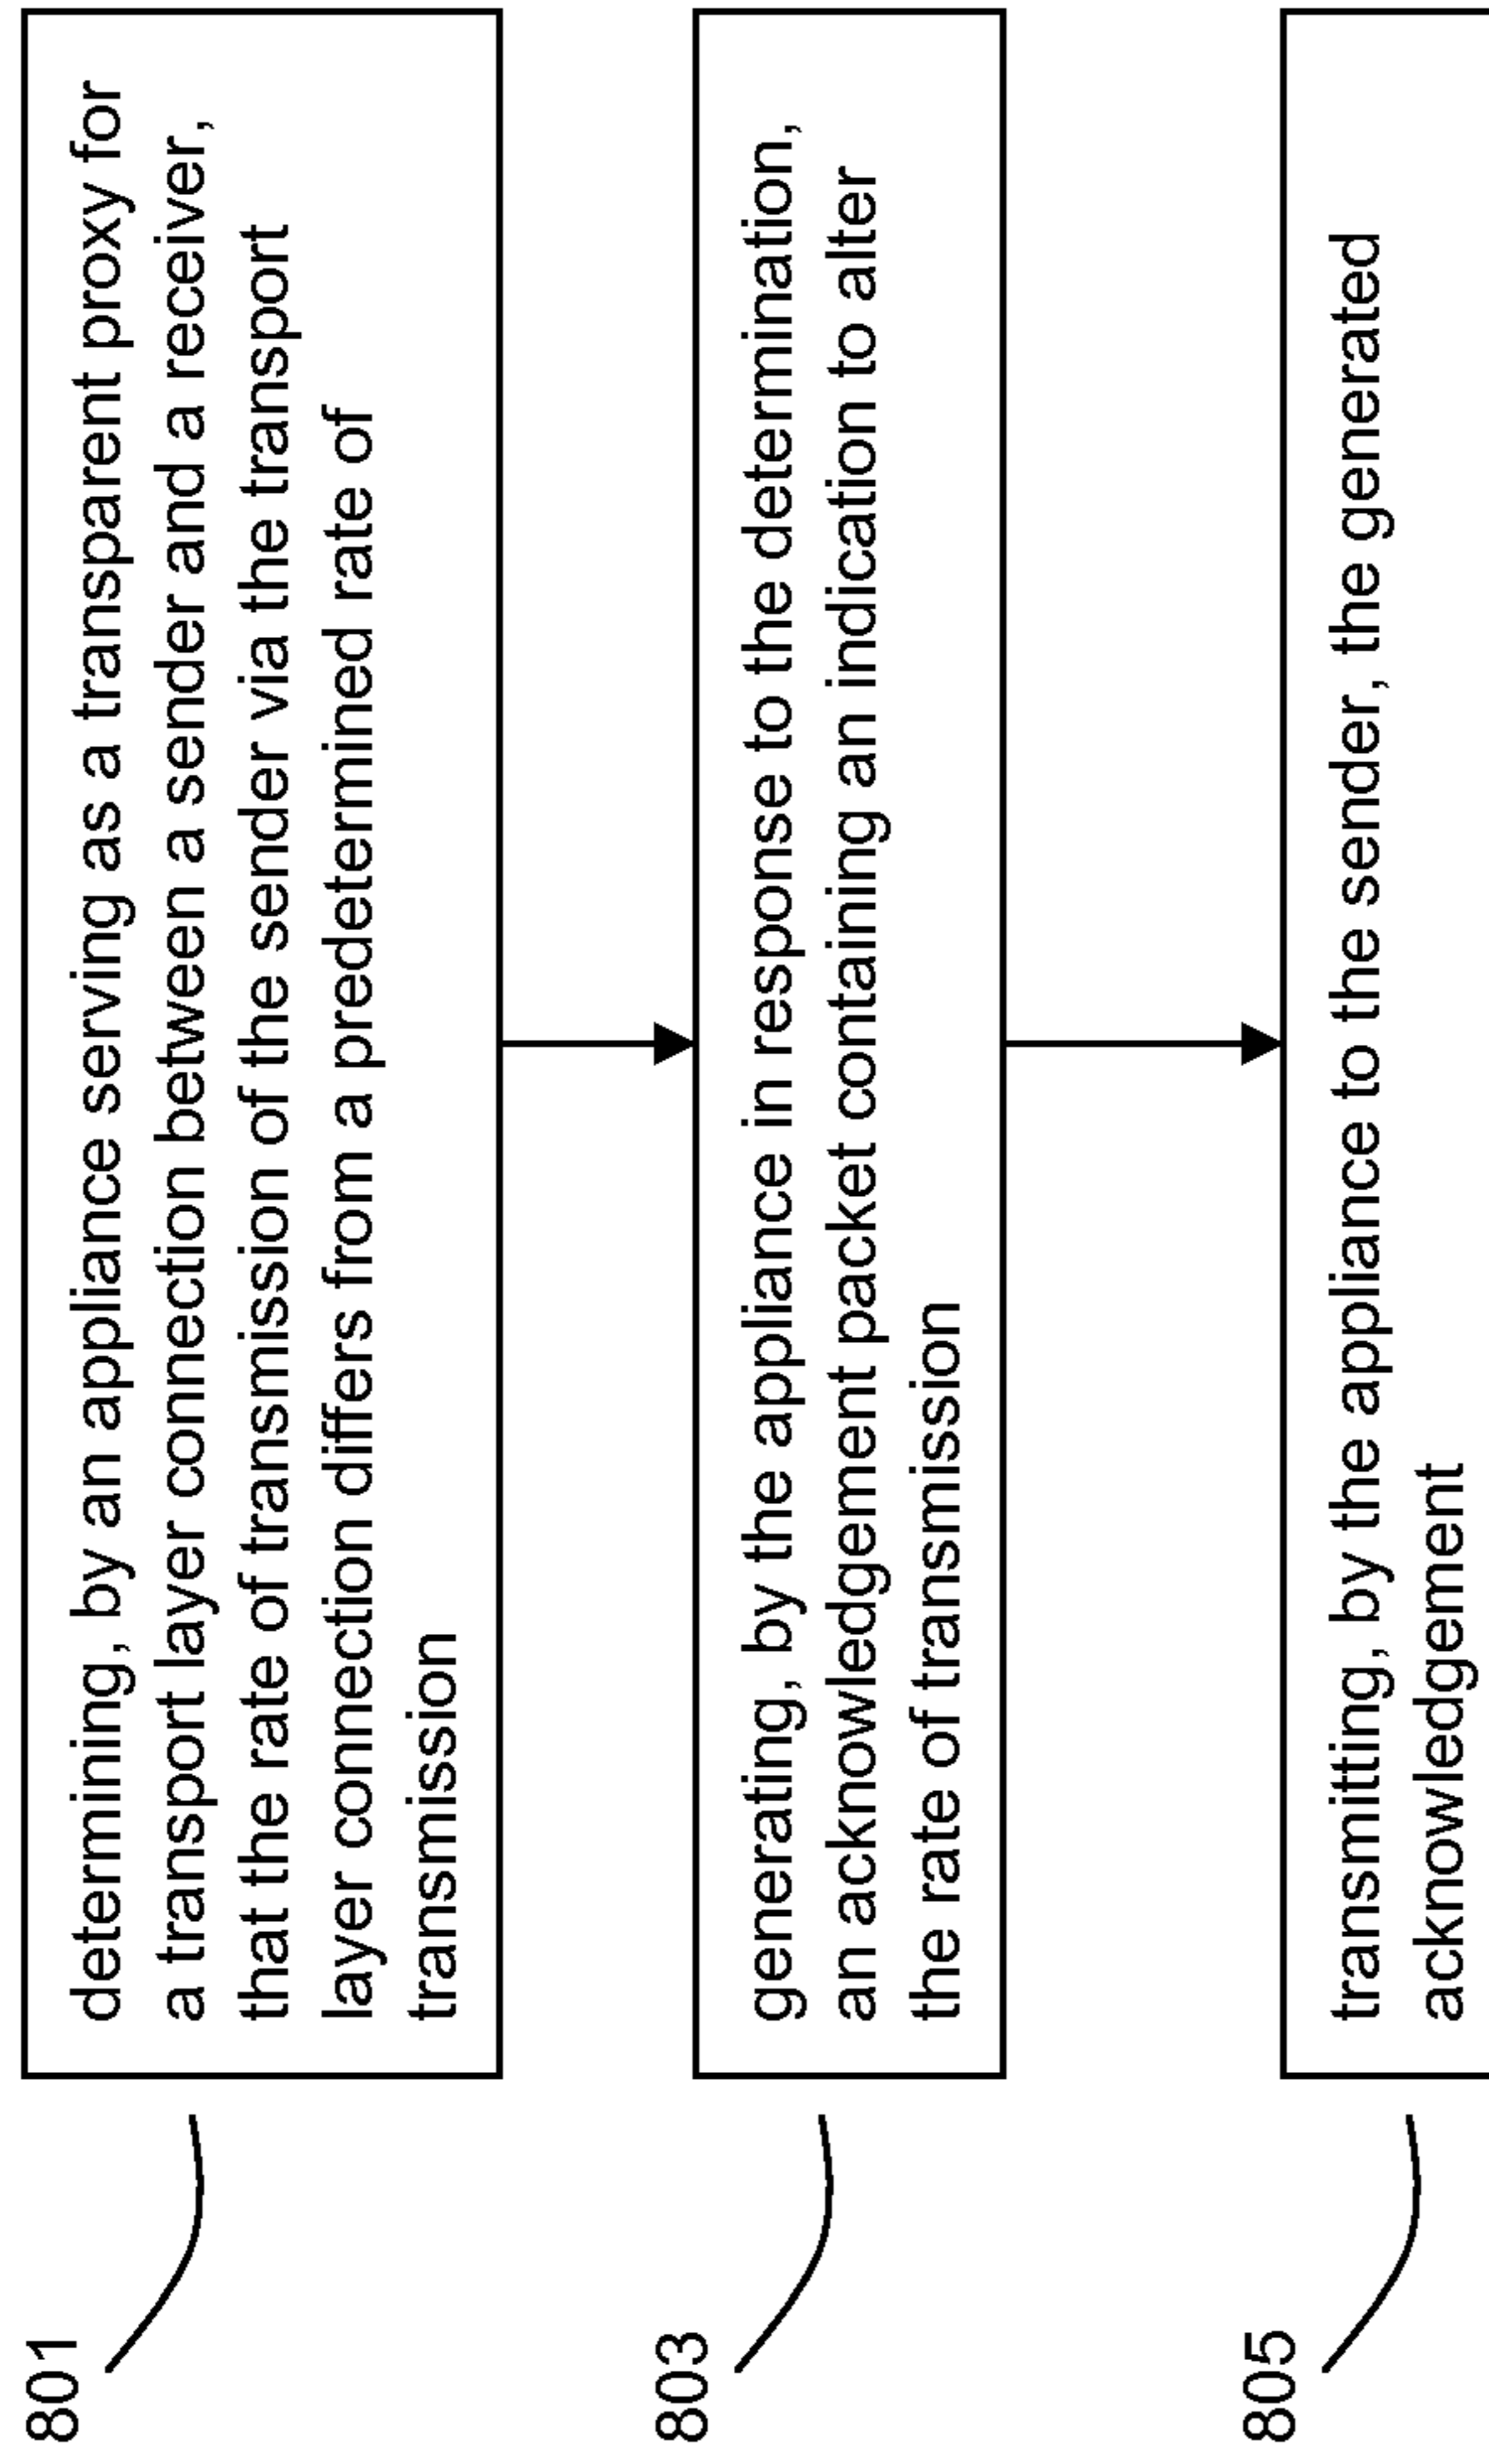 801
determining, by an appliance serving as a transparent proxy for
a transport layer connection between a sender and a receiver,
that the rate of transmission of the sender via the transport
layer connection differs from a predetermined rate of
transmission
803
generating, by the appliance in response to the determination,
an acknowledgement packet containing an indication to alter
the rate of transmission
805
transmitting, by the appliance to the sender, the generated
acknowledgement